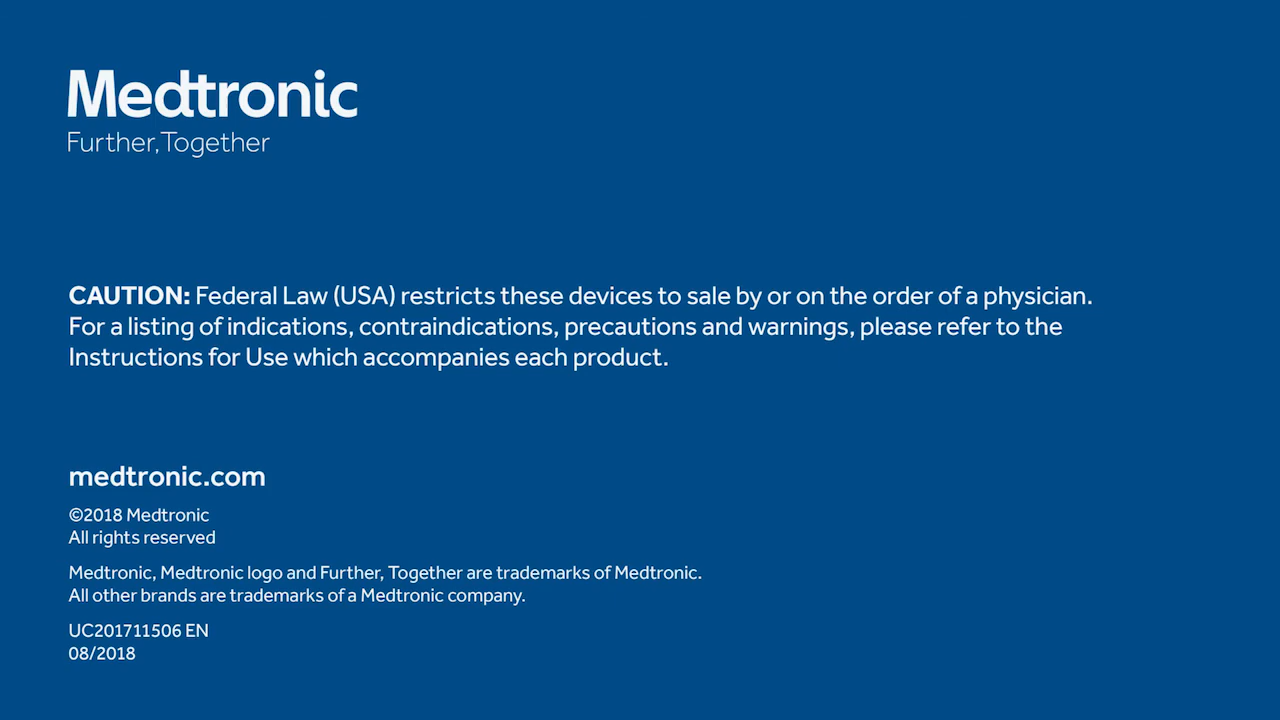 Medtronic
Further, Together
CAUTION: Federal Law (USA) restricts these devices to sale by or on the order of a physician.
For a listing of indications, contraindications, precautions and warnings, please refer to the
Instructions for Use which accompanies each product.
medtronic.com
©2018 Medtronic
All rights reserved
Medtronic, Medtronic logo and Further, Together are trademarks of Medtronic.
All other brands are trademarks of a Medtronic company.
UC201711506 EN
08/2018